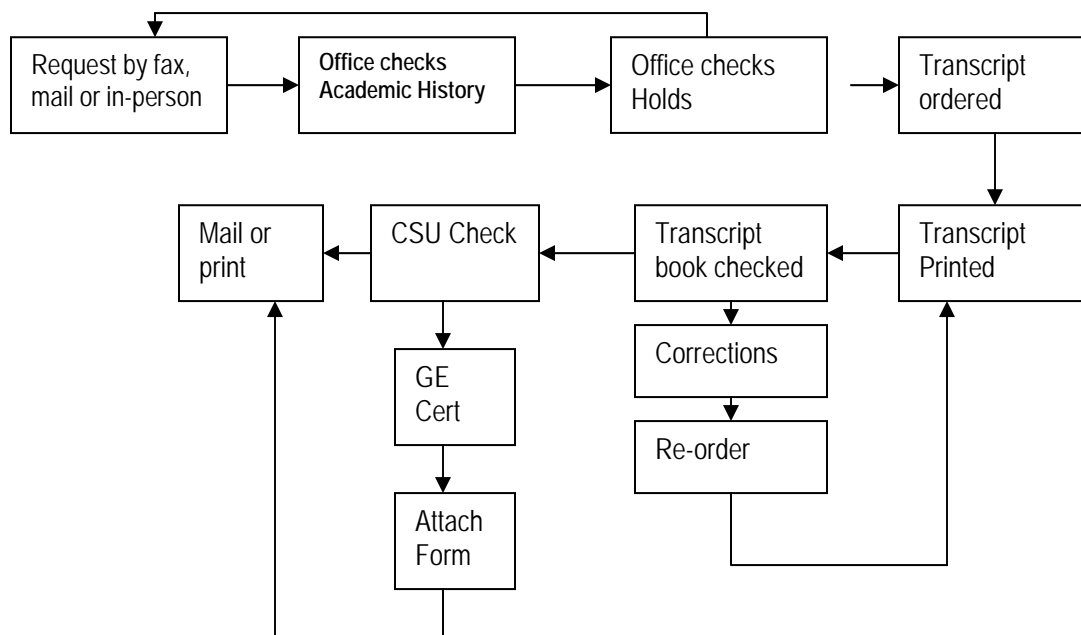 Request by fax,
mail or in-person
Office checks
Academic History
Office checks
Holds
Transcript
ordered
Mail or
print
CSU Check
Transcript
book checked
Transcript
Printed
Corrections
GE
Cert
Re-order
Attach
Form